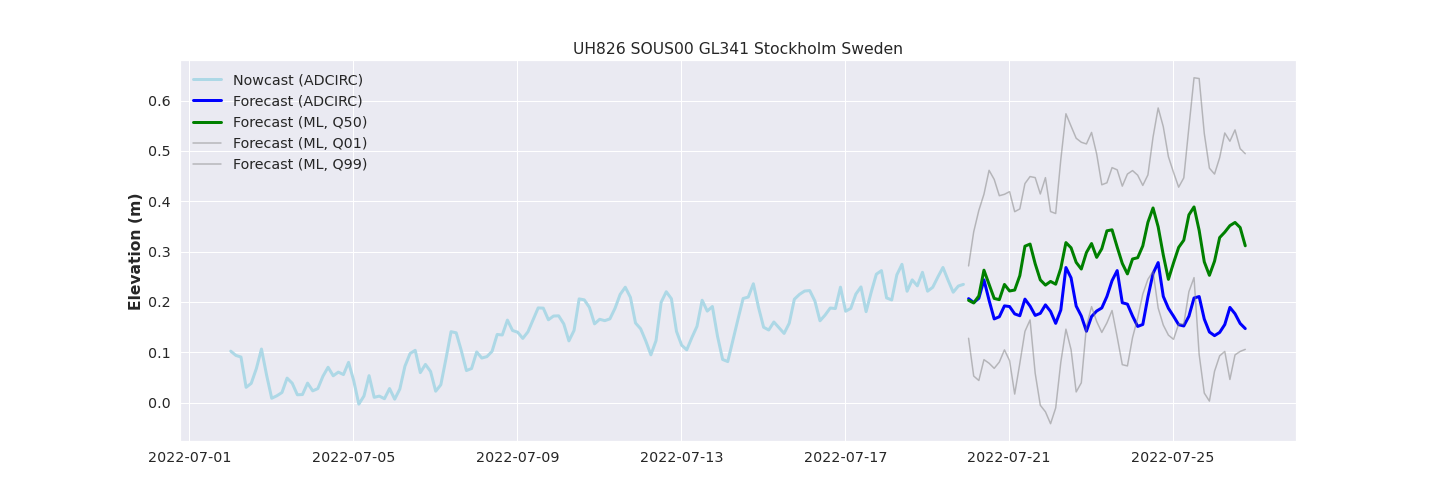 UH826 SOUS00 GL341 Stockholm Sweden
Nowcast (ADCIRC)
Forecast (ADCIRC)
Forecast (ML, Q50)
Forecast (ML, Q01)
Forecast (ML, Q99)
Elevation (m)
0.6
0.5
0.4
0.3
0.2
0.1
0.0
2022-07-01 2022-07-05 2022-07-09 2022-07-13 2022-07-17 2022-07-21 2022-07-25